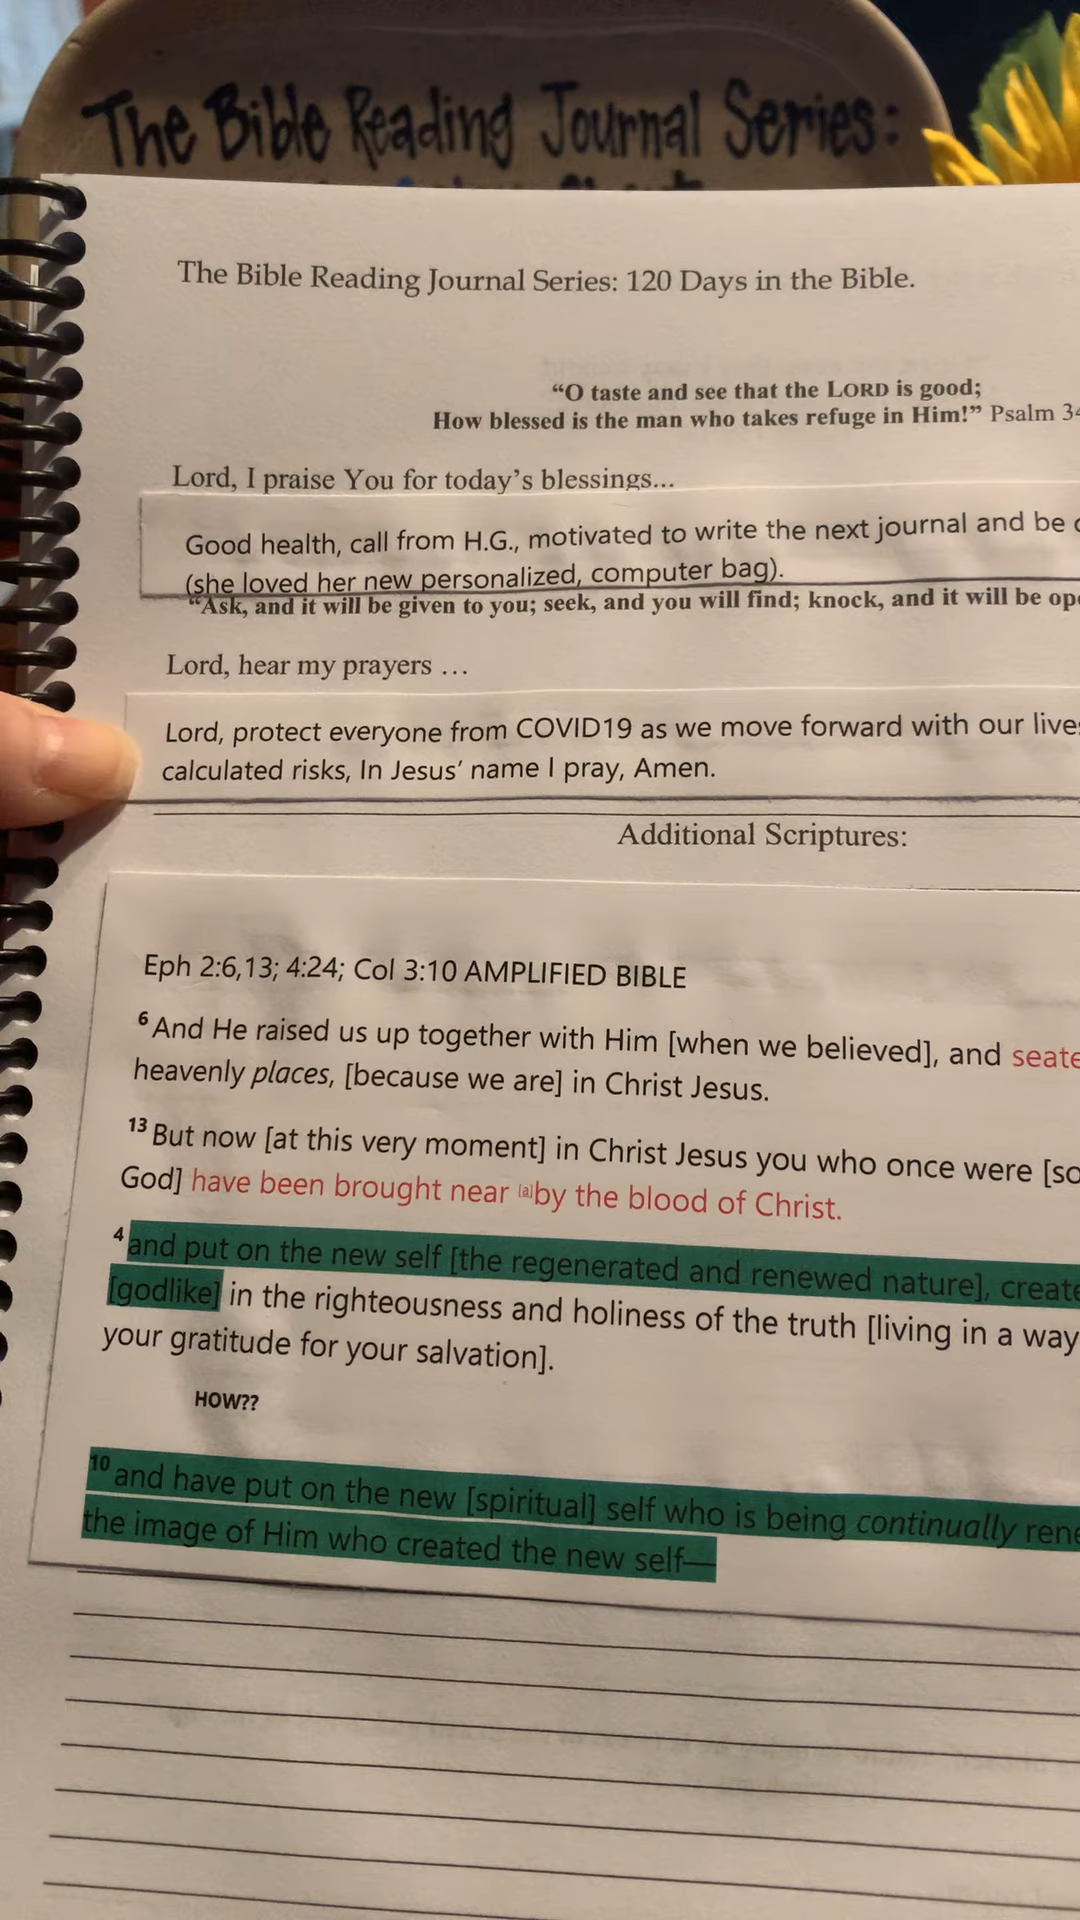 The Bible Reading Journal Series:
The Bible Reading Journal Series: 120 Days in the Bible.
“O taste and see that the LORD is good;
How blessed is the man who takes refuge in Him!” Psalm 34
Lord, I praise You for today’s blessings...
Good health, call from H.G., motivated to write the next journal and be
(she loved her new personalized, computer bag).
“Ask, and it will be given to you; seek, and you will find; knock, and it will be
Lord, hear my prayers …
Lord, protect everyone from COVID19 as we move forward with our
calculated risks, In Jesus’ name I pray, Amen.
Additional Scriptures:
Eph 2:6,13; 4:24; Col 3:10 AMPLIFIED BIBLE
6 And He raised us up together with Him [when we believed], and
heavenly places, [because we are] in Christ Jesus.
13 But now [at this very moment] in Christ Jesus you who once were
God] have been brought near [a]by the blood of Christ.
4 and put on the new self [the regenerated and renewed nature],
[godlike] in the righteousness and holiness of the truth [living in a way
your gratitude for your salvation].
HOW??
10 and have put on the new [spiritual] self who is being continually
the image of Him who created the new self—